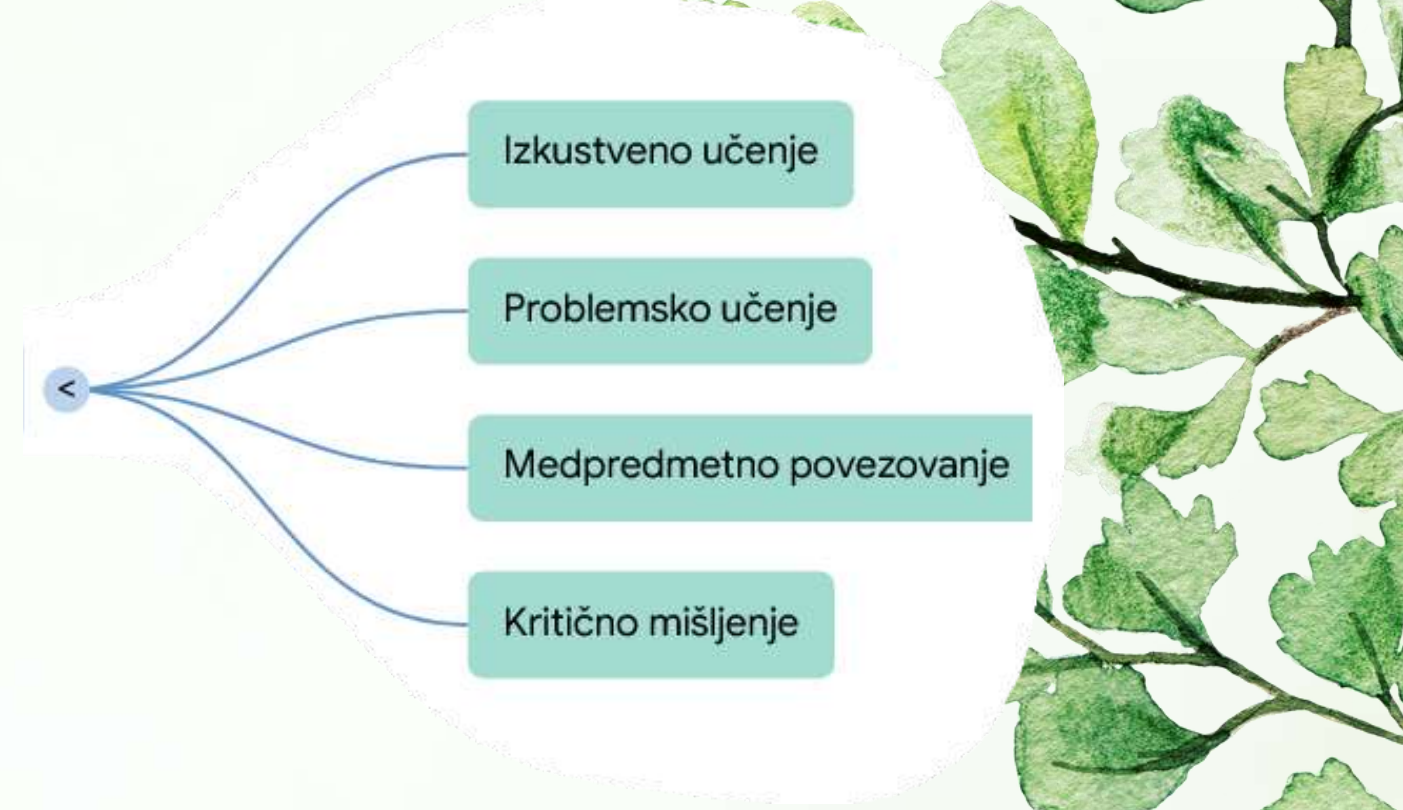 Izkustveno učenje
Problemsko učenje
<
Medpredmetno povezovanje
Kritično mišljenje